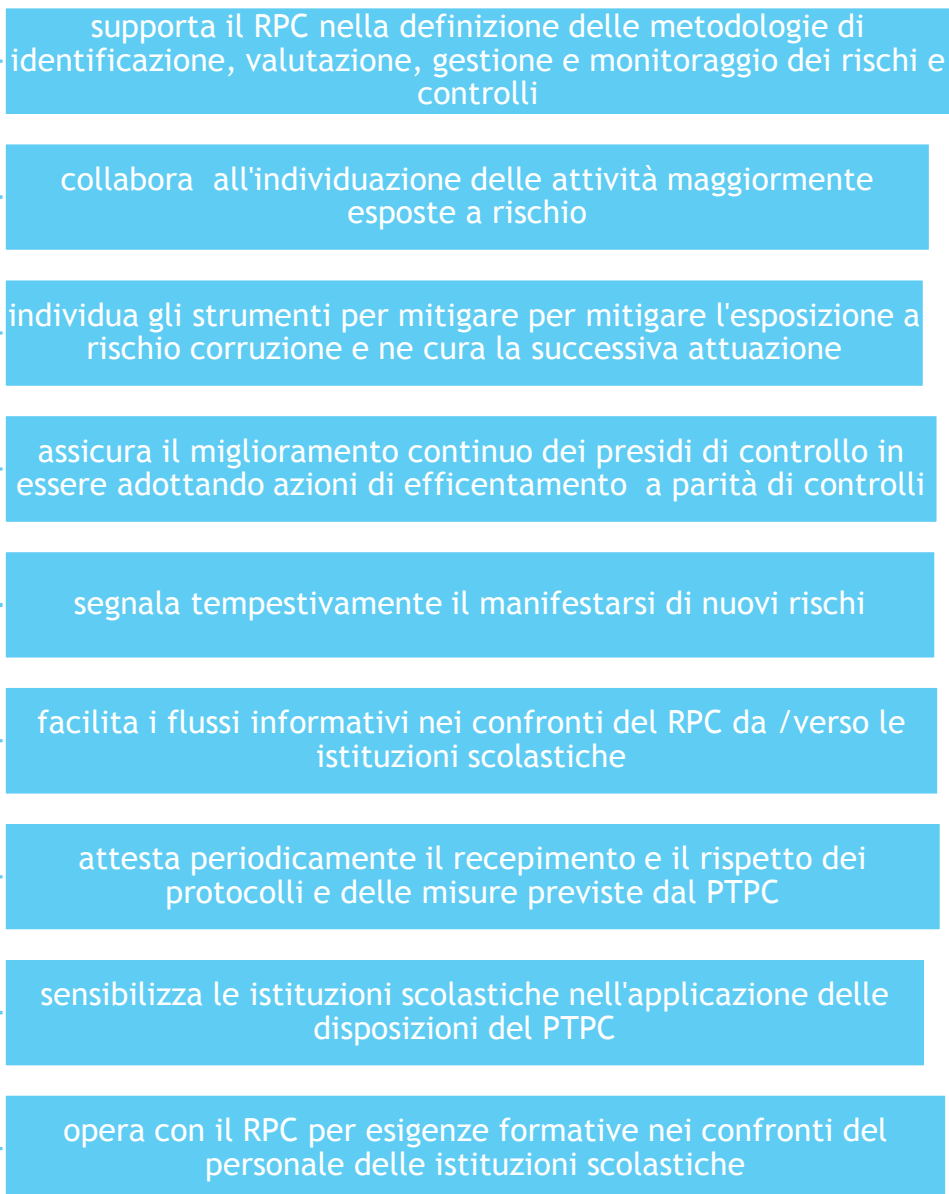 supporta il RPC nella definizione delle metodologie di
identificazione, valutazione, gestione e monitoraggio dei rischi e
controlli
collabora  all'individuazione delle attività maggiormente
esposte a rischio
individua gli strumenti per mitigare per mitigare l'esposizione a
rischio corruzione e ne cura la successiva attuazione
assicura il miglioramento continuo dei presidi di controllo in
essere adottando azioni di efficentamento  a parità di controlli
segnala tempestivamente il manifestarsi di nuovi rischi
facilita i flussi informativi nei confronti del RPC da /verso le
istituzioni scolastiche
attesta periodicamente il recepimento e il rispetto dei
protocolli e delle misure previste dal PTPC
sensibilizza le istituzioni scolastiche nell'applicazione delle
disposizioni del PTPC
opera con il RPC per esigenze formative nei confronti del
personale delle istituzioni scolastiche